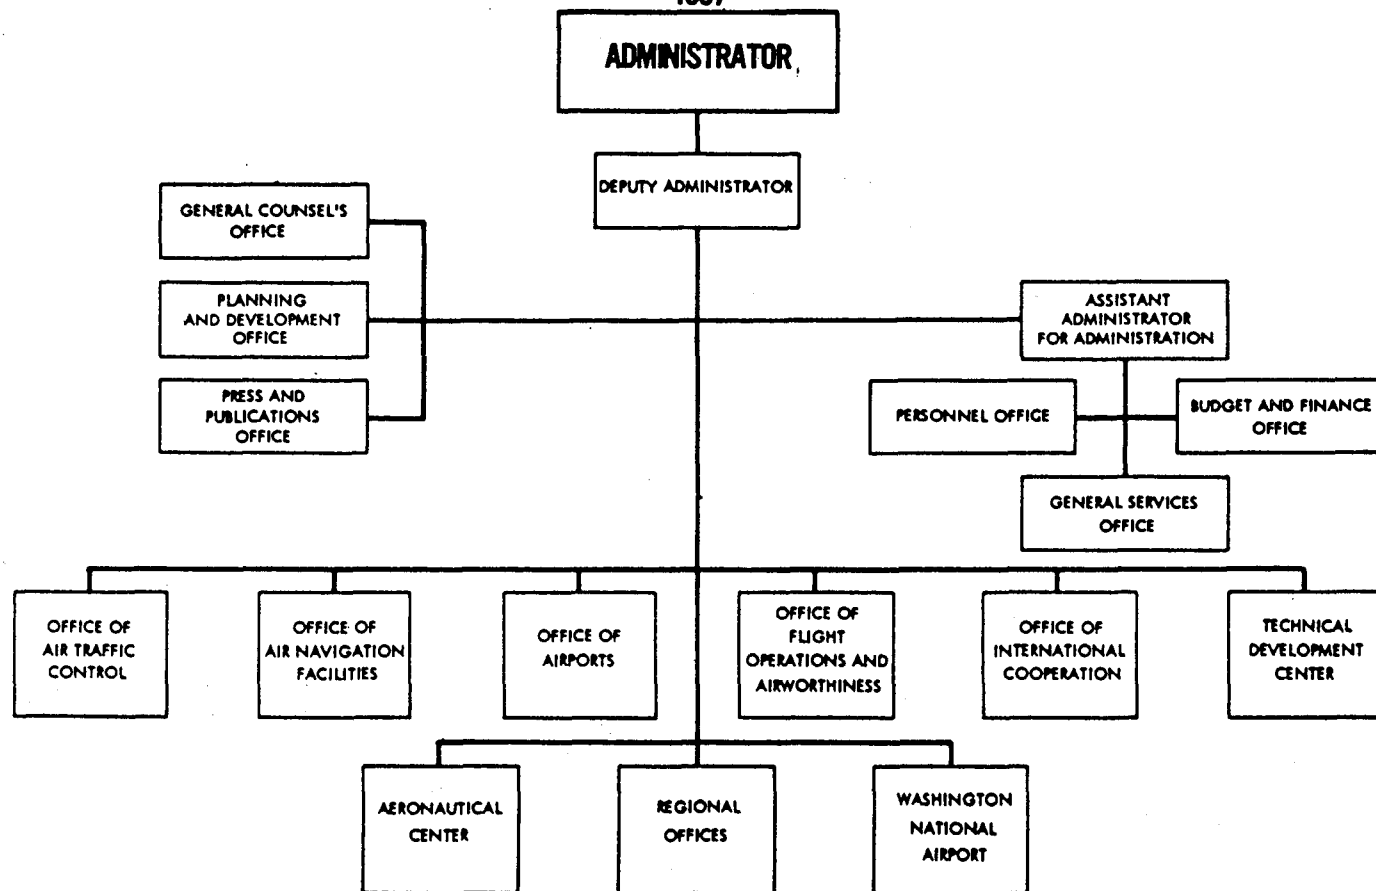 ADMINISTRATOR
DEPUTY ADMINISTRATOR
GENERAL COUNSEL'S
OFFICE
PLANNING
AND DEVELOPMENT
OFFICE
PRESS AND
PUBLICATIONS
OFFICE
ASSISTANT
ADMINISTRATOR
FOR ADMINISTRATION
PERSONNEL OFFICE
BUDGET AND FINANCE
OFFICE
GENERAL SERVICES
OFFICE
OFFICE OF
AIR TRAFFIC
CONTROL
OFFICE OF
AIR NAVIGATION
FACILITIES
OFFICE OF
AIRPORTS
OFFICE OF
FLIGHT
OPERATIONS AND
AIRWORTHINESS
OFFICE OF
INTERNATIONAL
COOPERATION
TECHNICAL
DEVELOPMENT
CENTER
AERONAUTICAL
CENTER
REGIONAL
OFFICES
WASHINGTON
NATIONAL
AIRPORT